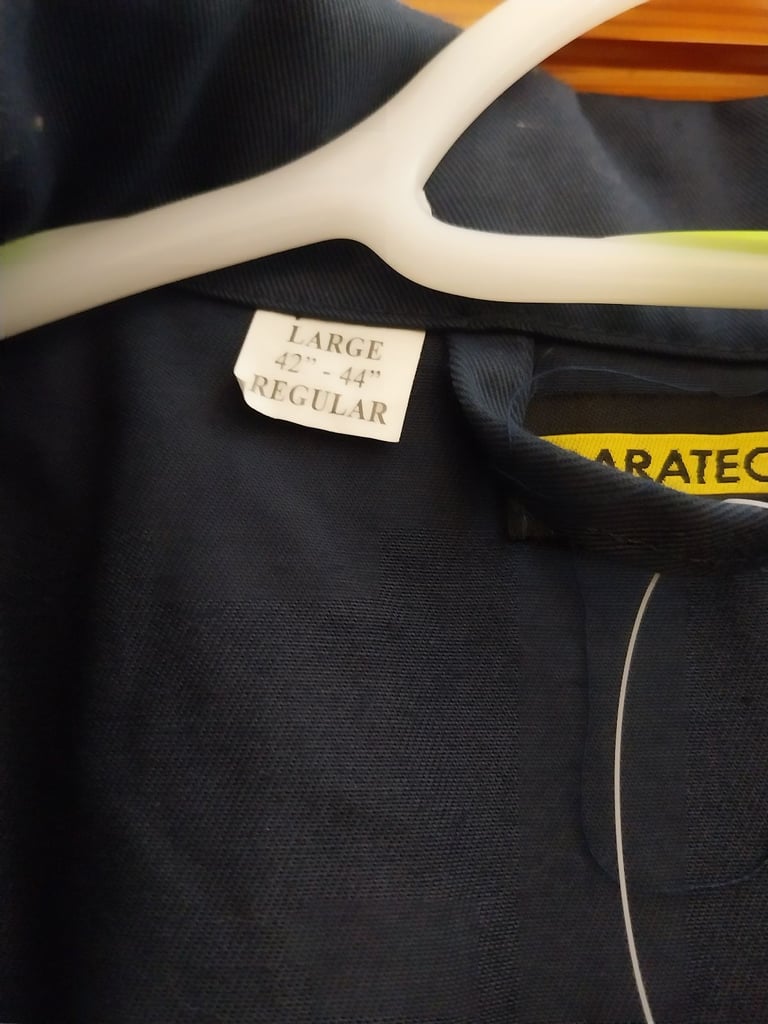 LARGE
42" - 44"
REGULAR
ARATEC